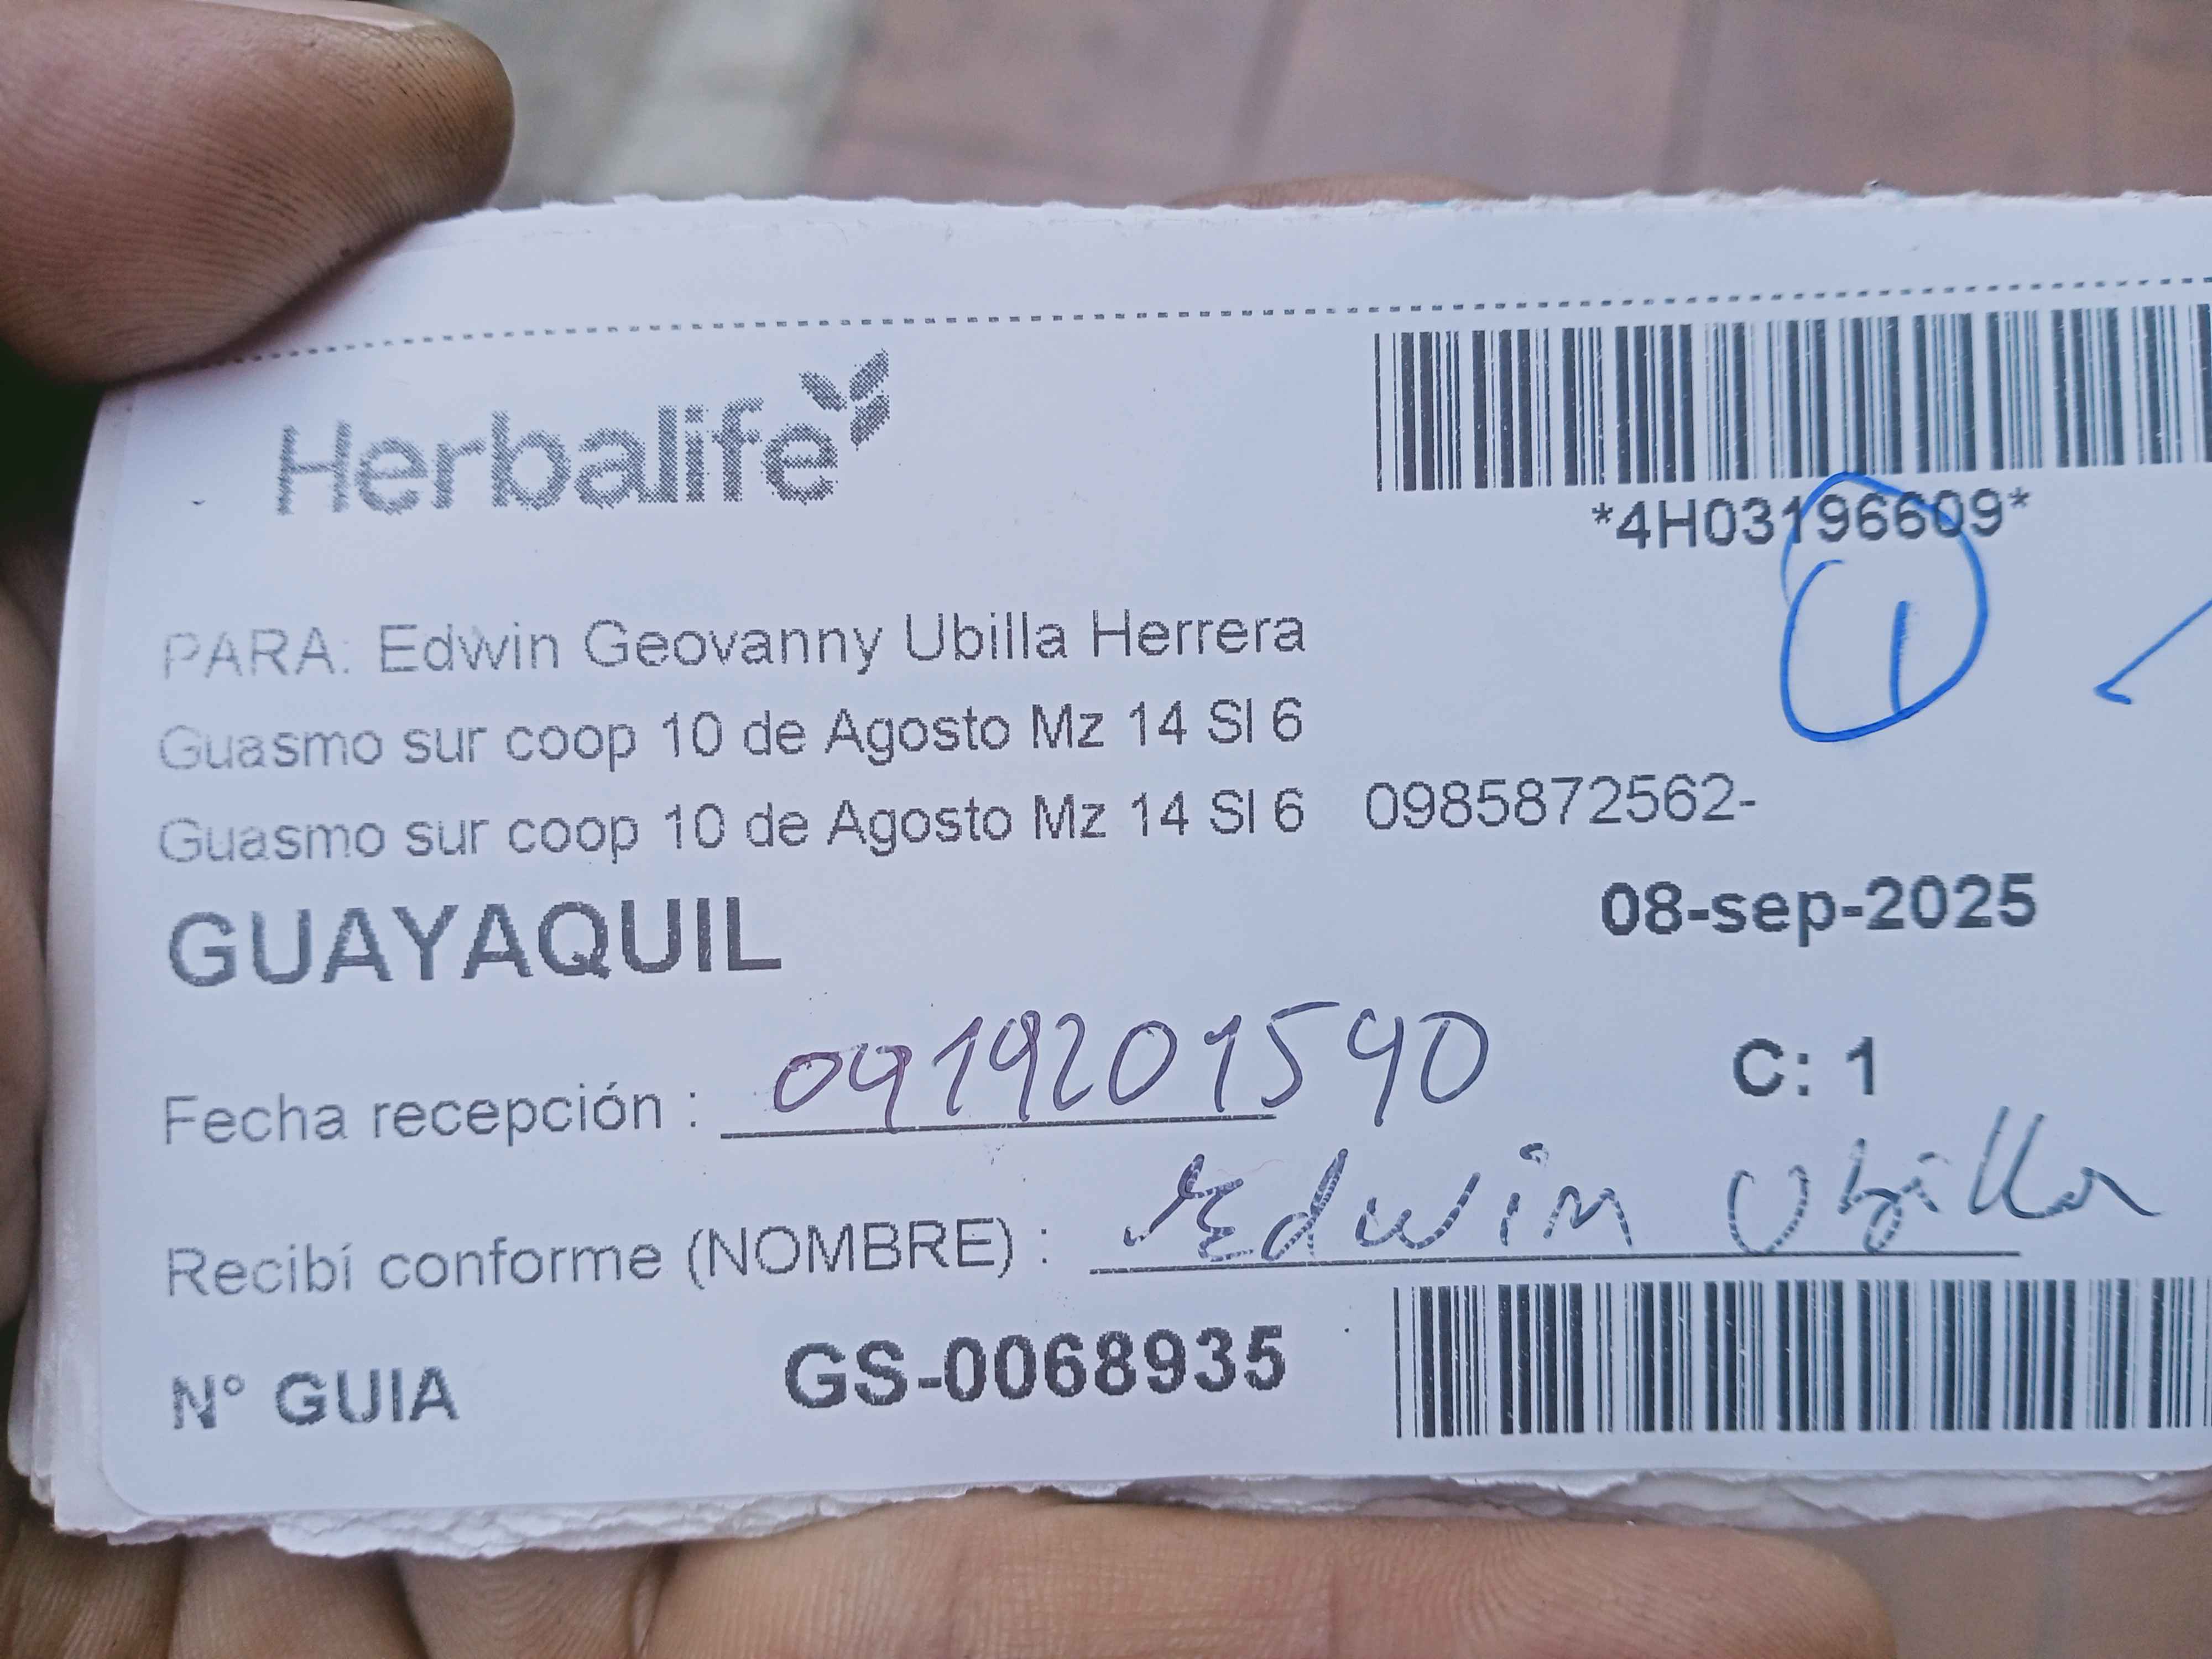 Herbalife
*4H03196609*
1
PARA: Edwin Geovanny Ubilla Herrera
Guasmo sur coop 10 de Agosto Mz 14 Sl 6
Guasmo sur coop 10 de Agosto Mz 14 Sl 6 0985872562-
GUAYAQUIL 08-sep-2025
Fecha recepción : 0919201590 C: 1
Recibí conforme (NOMBRE) : Edwin Ubilla
N° GUIA GS-0068935